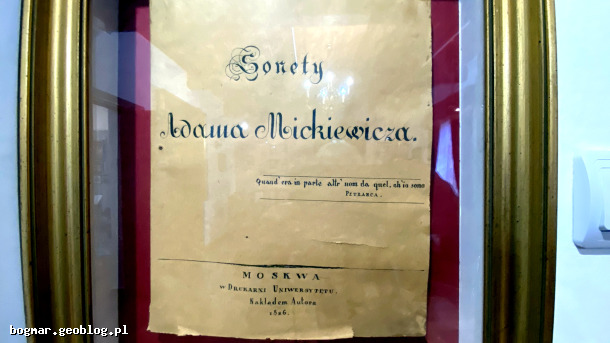 Sonety
Adama Mickiewicza.
Quand'era in parte altr' uom da quel, ch'io sono
PETRARCA.
MOSKWA
w DRUKARNI UNIWERSYTETU.
Nakładem Autora
1826.
bogmar.geoblog.pl